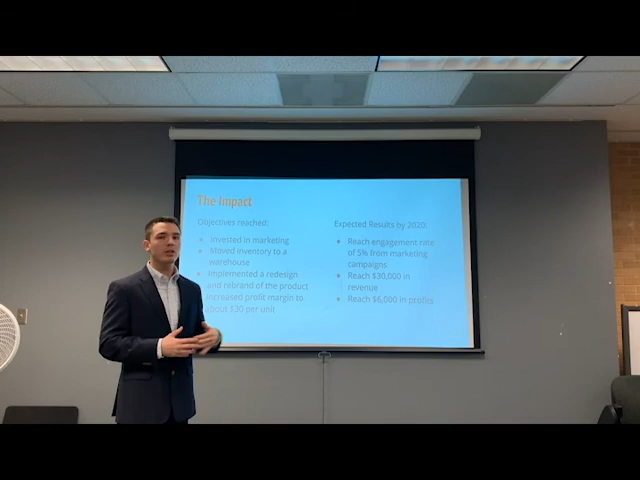 The Impact
Objectives reached:
Invested in marketing
Moved inventory to a
warehouse
Implemented a redesign
and rebrand of the product
Increased profit margin to
about $30 per unit
Expected Results by 2020:
Reach engagement rate
of 5% from marketing
campaigns
Reach $30,000 in
revenue
Reach $6,000 in profits